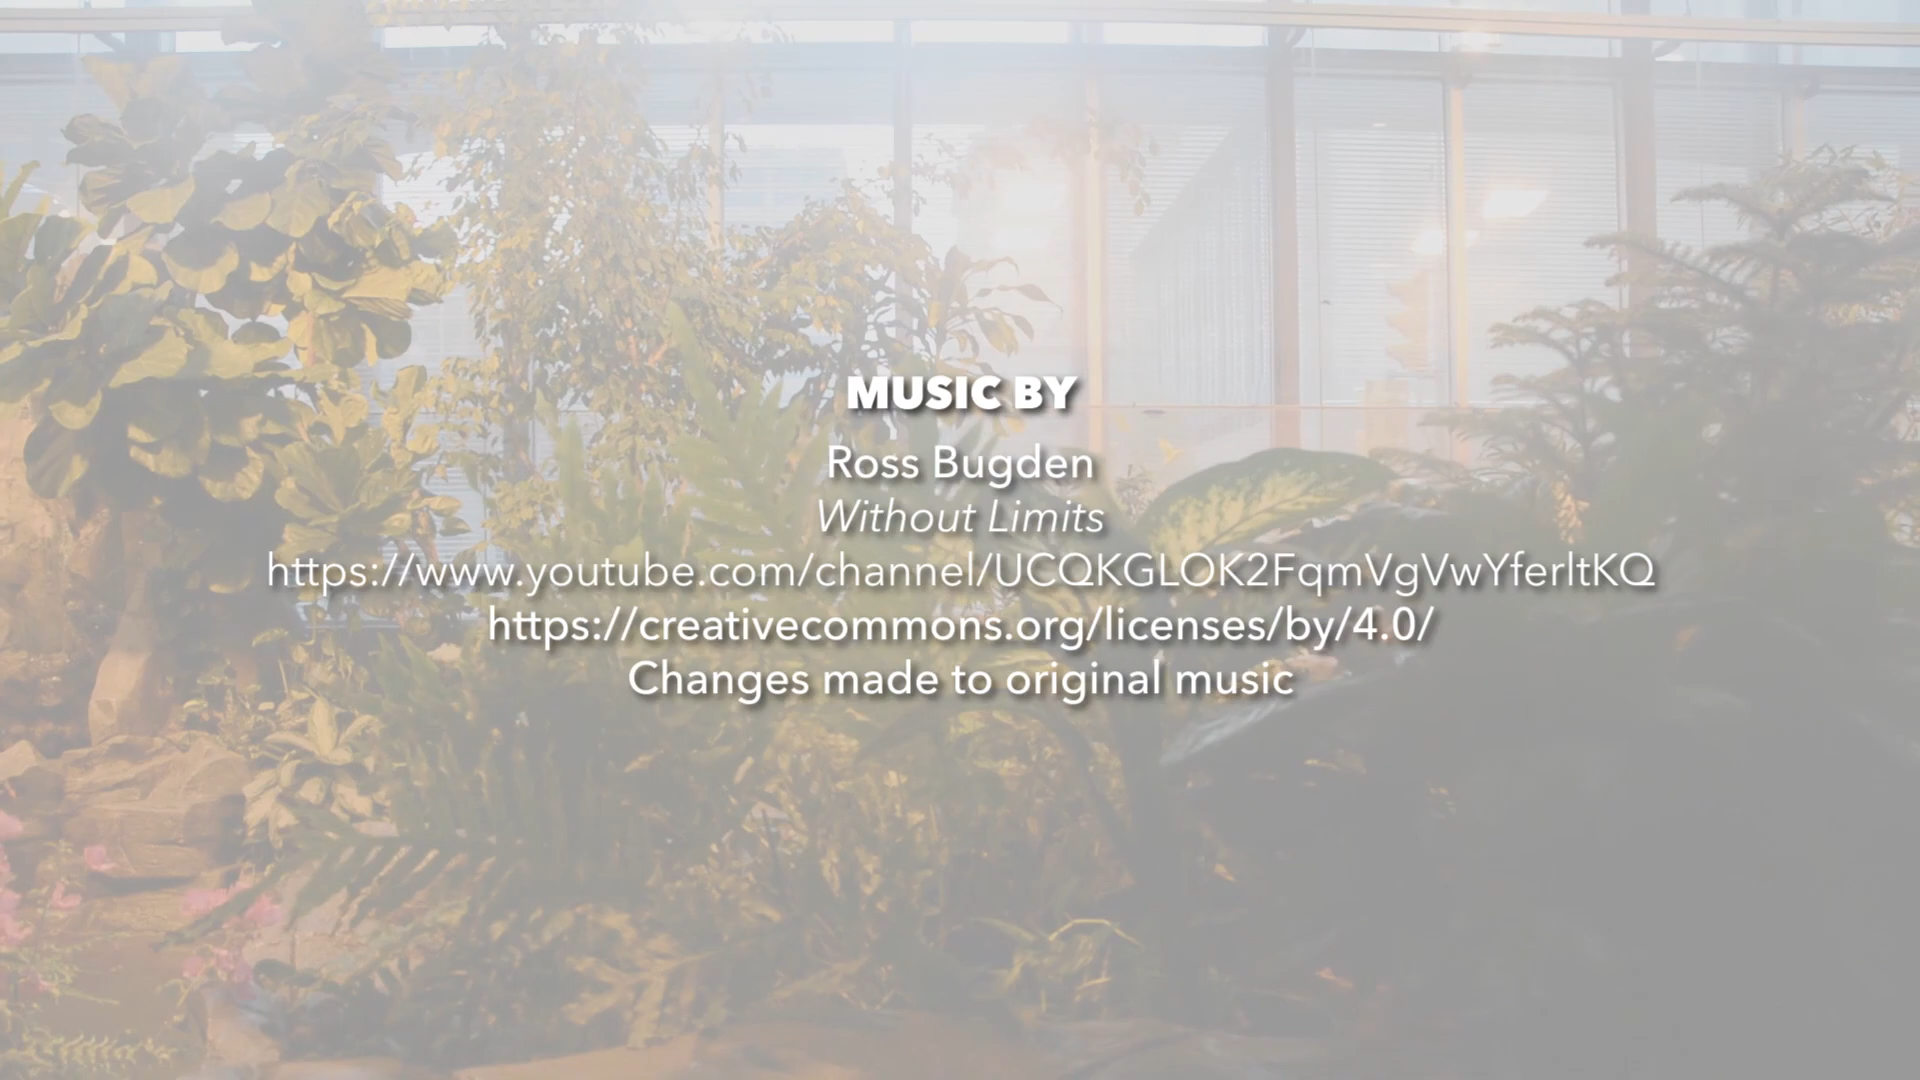 MUSIC BY
Ross Bugden
Without Limits
https://www.youtube.com/channel/UCQKGLOK2FqmVgVwYferltKQ
https://creativecommons.org/licenses/by/4.0/
Changes made to original music